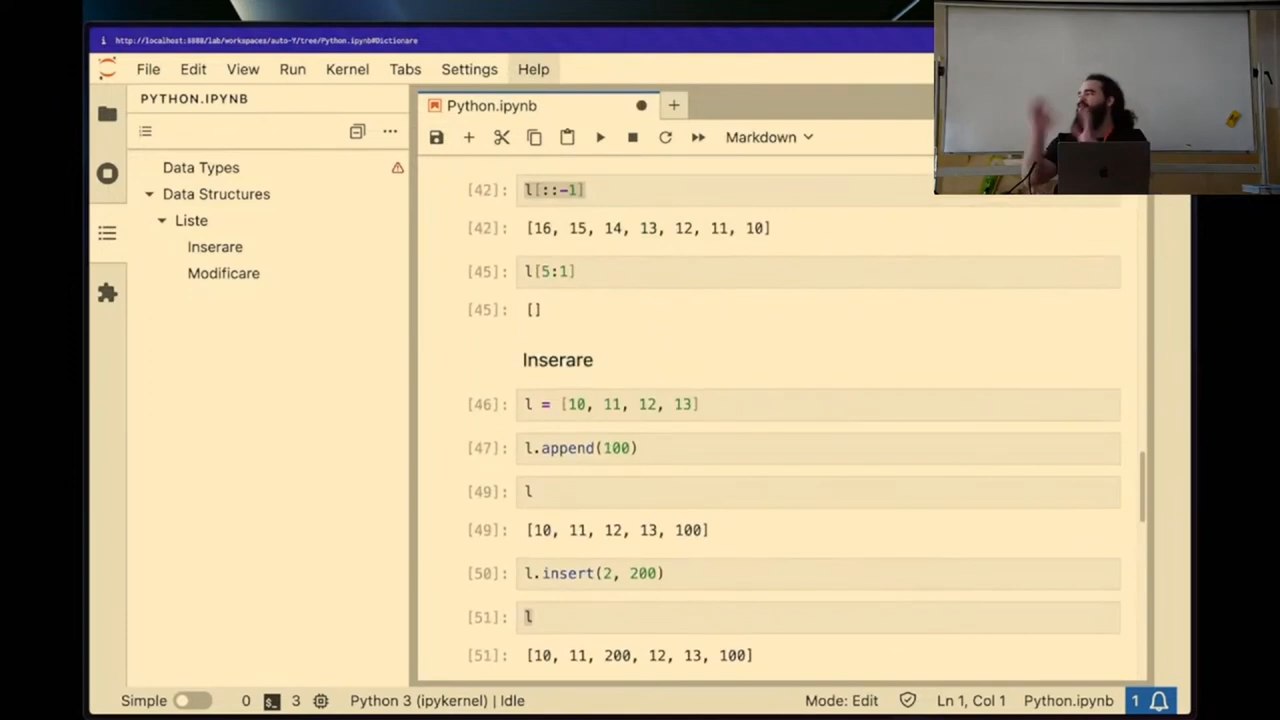 http://localhost:8888/lab/workspaces/auto-Y/tree/Python.ipynb#Dictionare
File Edit View Run Kernel Tabs Settings Help
PYTHON.IPYNB
Data Types
Data Structures
Liste
Inserare
Modificare
Python.ipynb
Markdown
[42]: l[::-1]
[42]: [16, 15, 14, 13, 12, 11, 10]
[45]: l[5:1]
[45]: []
Inserare
[46]: l = [10, 11, 12, 13]
[47]: l.append(100)
[49]: l
[49]: [10, 11, 12, 13, 100]
[50]: l.insert(2, 200)
[51]: l
[51]: [10, 11, 200, 12, 13, 100]
Simple 0 3 Python 3 (ipykernel) | Idle Mode: Edit Ln 1, Col 1 Python.ipynb 1